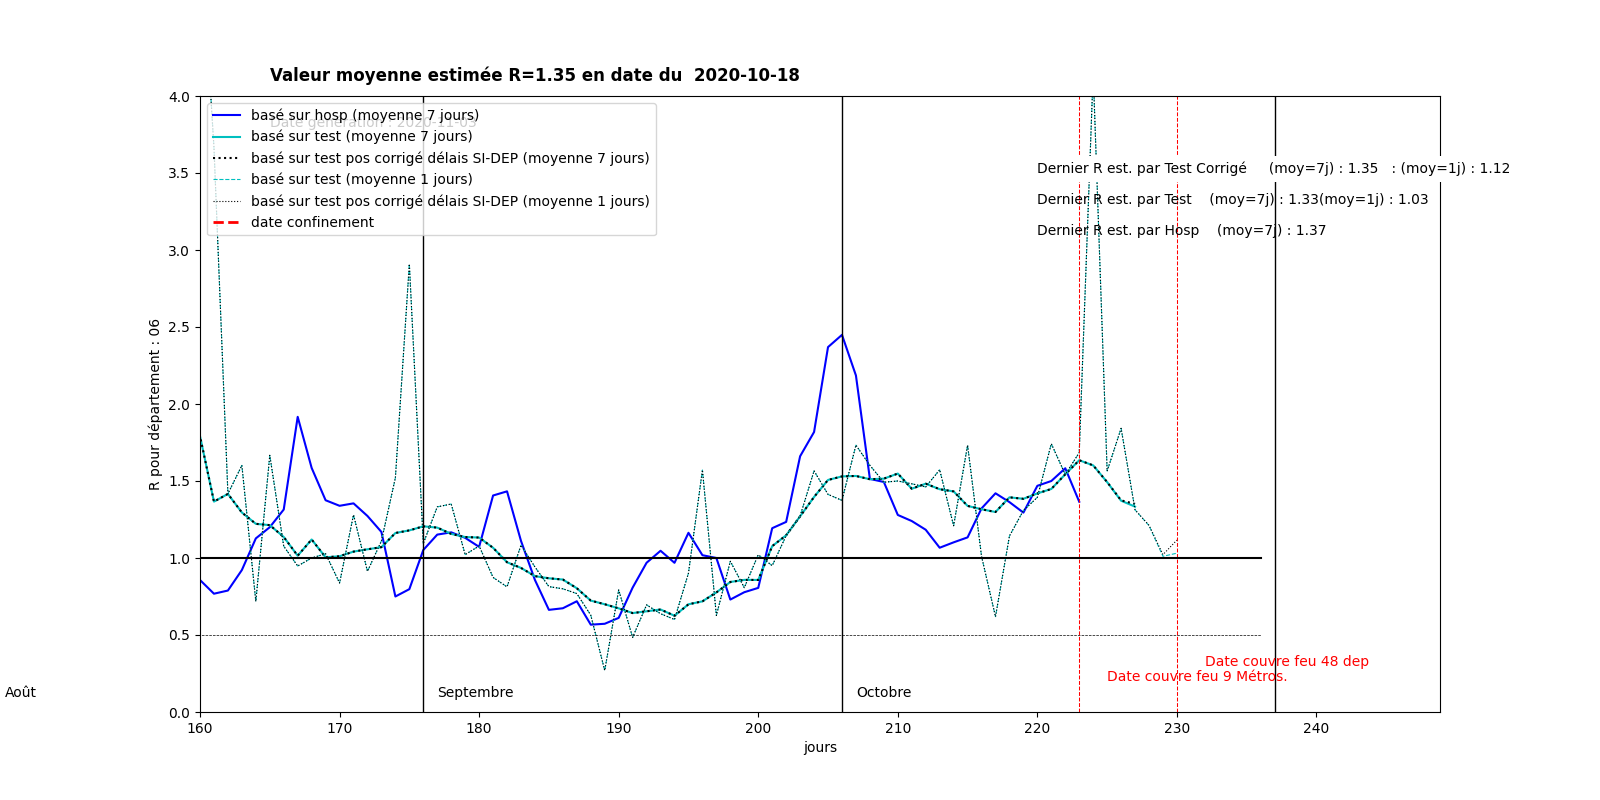 Valeur moyenne estimée R=1.35 en date du  2020-10-18
Date génération : 2020-11-03
basé sur hosp (moyenne 7 jours)
basé sur test (moyenne 7 jours)
basé sur test pos corrigé délais SI-DEP (moyenne 7 jours)
basé sur test (moyenne 1 jours)
basé sur test pos corrigé délais SI-DEP (moyenne 1 jours)
date confinement
Dernier R est. par Test Corrigé     (moy=7j) : 1.35   : (moy=1j) : 1.12
Dernier R est. par Test    (moy=7j) : 1.33(moy=1j) : 1.03
Dernier R est. par Hosp    (moy=7j) : 1.37
R pour département : 06
4.0
3.5
3.0
2.5
2.0
1.5
1.0
0.5
0.0
Date couvre feu 48 dep
Date couvre feu 9 Métros.
Août
Septembre
Octobre
160 170 180 190 200 210 220 230 240
jours